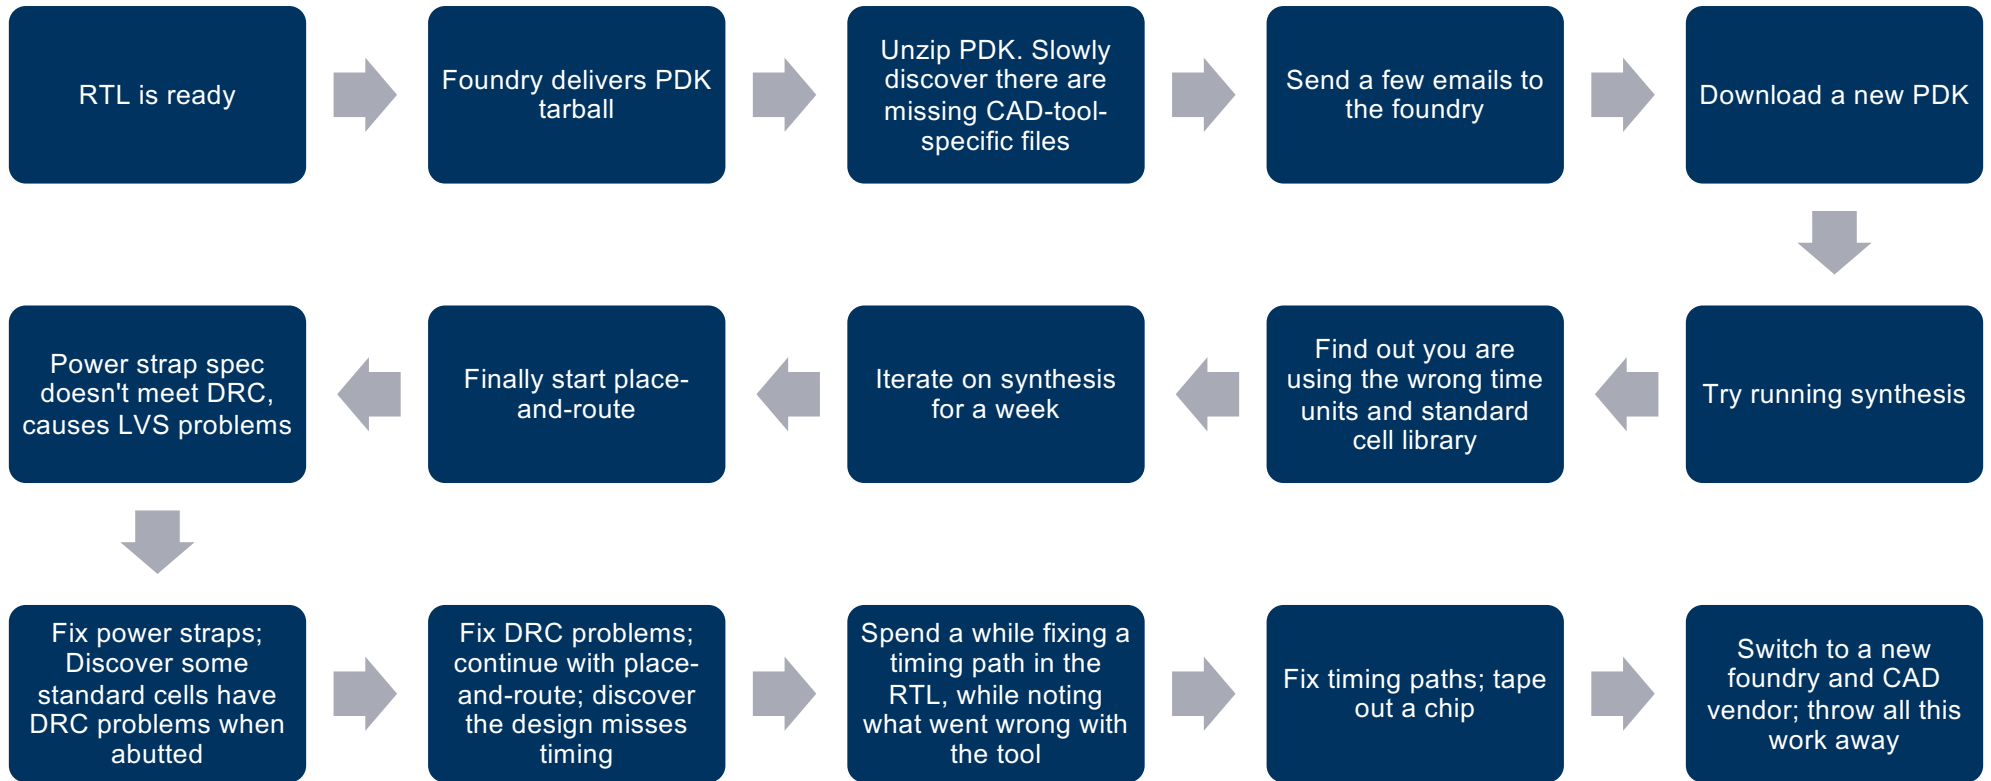 RTL is ready
Foundry delivers PDK
tarball
Unzip PDK. Slowly
discover there are
missing CAD-tool-
specific files
Send a few emails to
the foundry
Download a new PDK
Try running synthesis
Find out you are
using the wrong time
units and standard
cell library
Iterate on synthesis
for a week
Finally start place-
and-route
Power strap spec
doesn't meet DRC,
causes LVS problems
Fix power straps;
Discover some
standard cells have
DRC problems when
abutted
Fix DRC problems;
continue with place-
and-route; discover
the design misses
timing
Spend a while fixing a
timing path in the
RTL, while noting
what went wrong with
the tool
Fix timing paths; tape
out a chip
Switch to a new
foundry and CAD
vendor; throw all this
work away